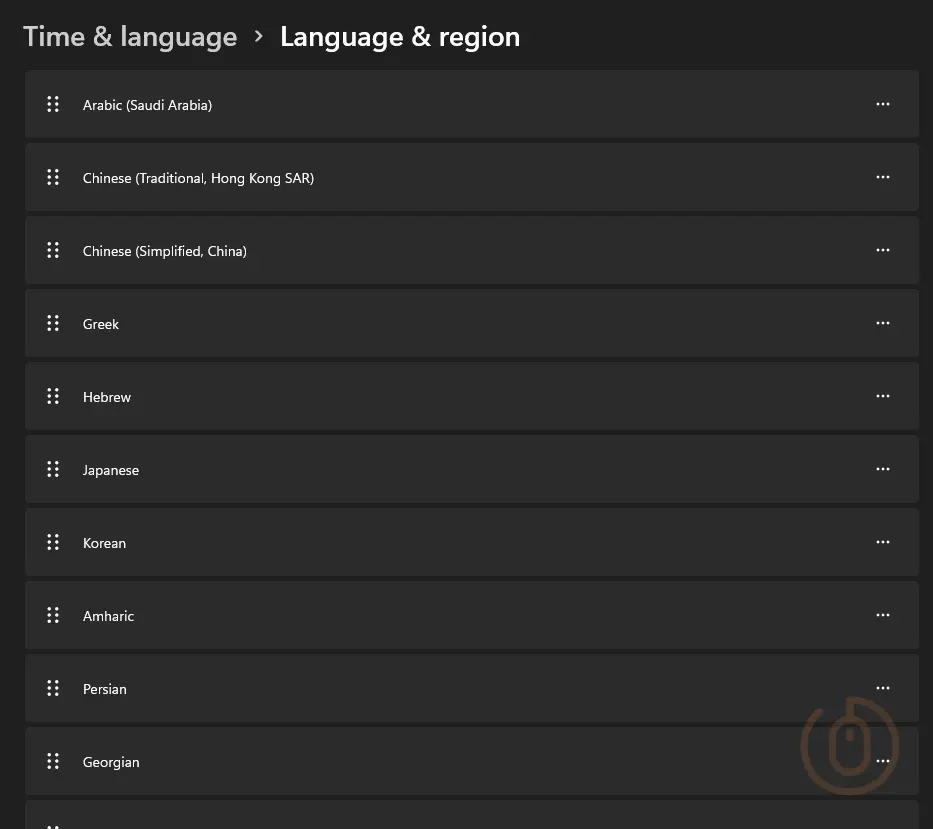 Time & language > Language & region
Arabic (Saudi Arabia)
Chinese (Traditional, Hong Kong SAR)
Chinese (Simplified, China)
Greek
Hebrew
Japanese
Korean
Amharic
Persian
Georgian